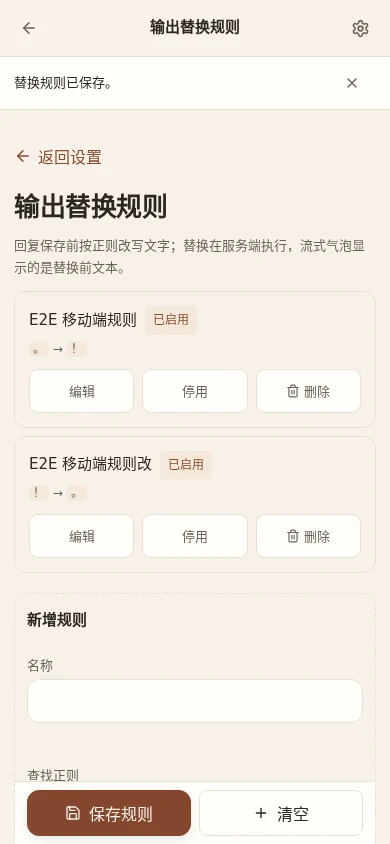 输出替换规则
替换规则已保存。
返回设置
输出替换规则
回复保存前按正则改写文字；替换在服务端执行，流式气泡显
示的是替换前文本。
E2E 移动端规则 已启用
。 → ！
编辑 停用 删除
E2E 移动端规则改 已启用
！ → 。
编辑 停用 删除
新增规则
名称
查找正则
保存规则 清空